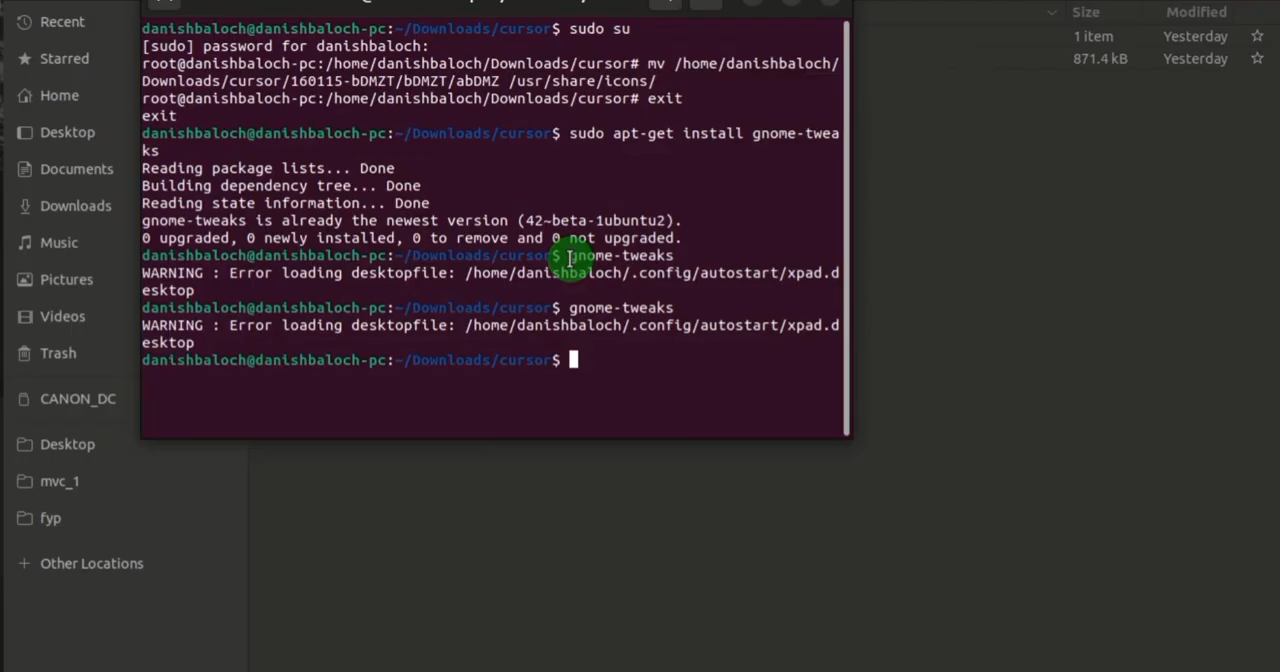 Recent
Starred
Home
Desktop
Documents
Downloads
Music
Pictures
Videos
Trash
CANON_DC
Desktop
mvc_1
fyp
+ Other Locations
danishbaloch@danishbaloch-pc:~/Downloads/cursor$ sudo su
[sudo] password for danishbaloch:
root@danishbaloch-pc:/home/danishbaloch/Downloads/cursor# mv /home/danishbaloch/
Downloads/cursor/160115-bDMZT/bDMZT/abDMZ /usr/share/icons/
root@danishbaloch-pc:/home/danishbaloch/Downloads/cursor# exit
exit
danishbaloch@danishbaloch-pc:~/Downloads/cursor$ sudo apt-get install gnome-twea
ks
Reading package lists... Done
Building dependency tree... Done
Reading state information... Done
gnome-tweaks is already the newest version (42~beta-1ubuntu2).
0 upgraded, 0 newly installed, 0 to remove and 0 not upgraded.
danishbaloch@danishbaloch-pc:~/Downloads/cursor$ gnome-tweaks
WARNING : Error loading desktopfile: /home/danishbaloch/.config/autostart/xpad.d
esktop
danishbaloch@danishbaloch-pc:~/Downloads/cursor$ gnome-tweaks
WARNING : Error loading desktopfile: /home/danishbaloch/.config/autostart/xpad.d
esktop
danishbaloch@danishbaloch-pc:~/Downloads/cursor$
Size Modified
1 item Yesterday
871.4 kB Yesterday